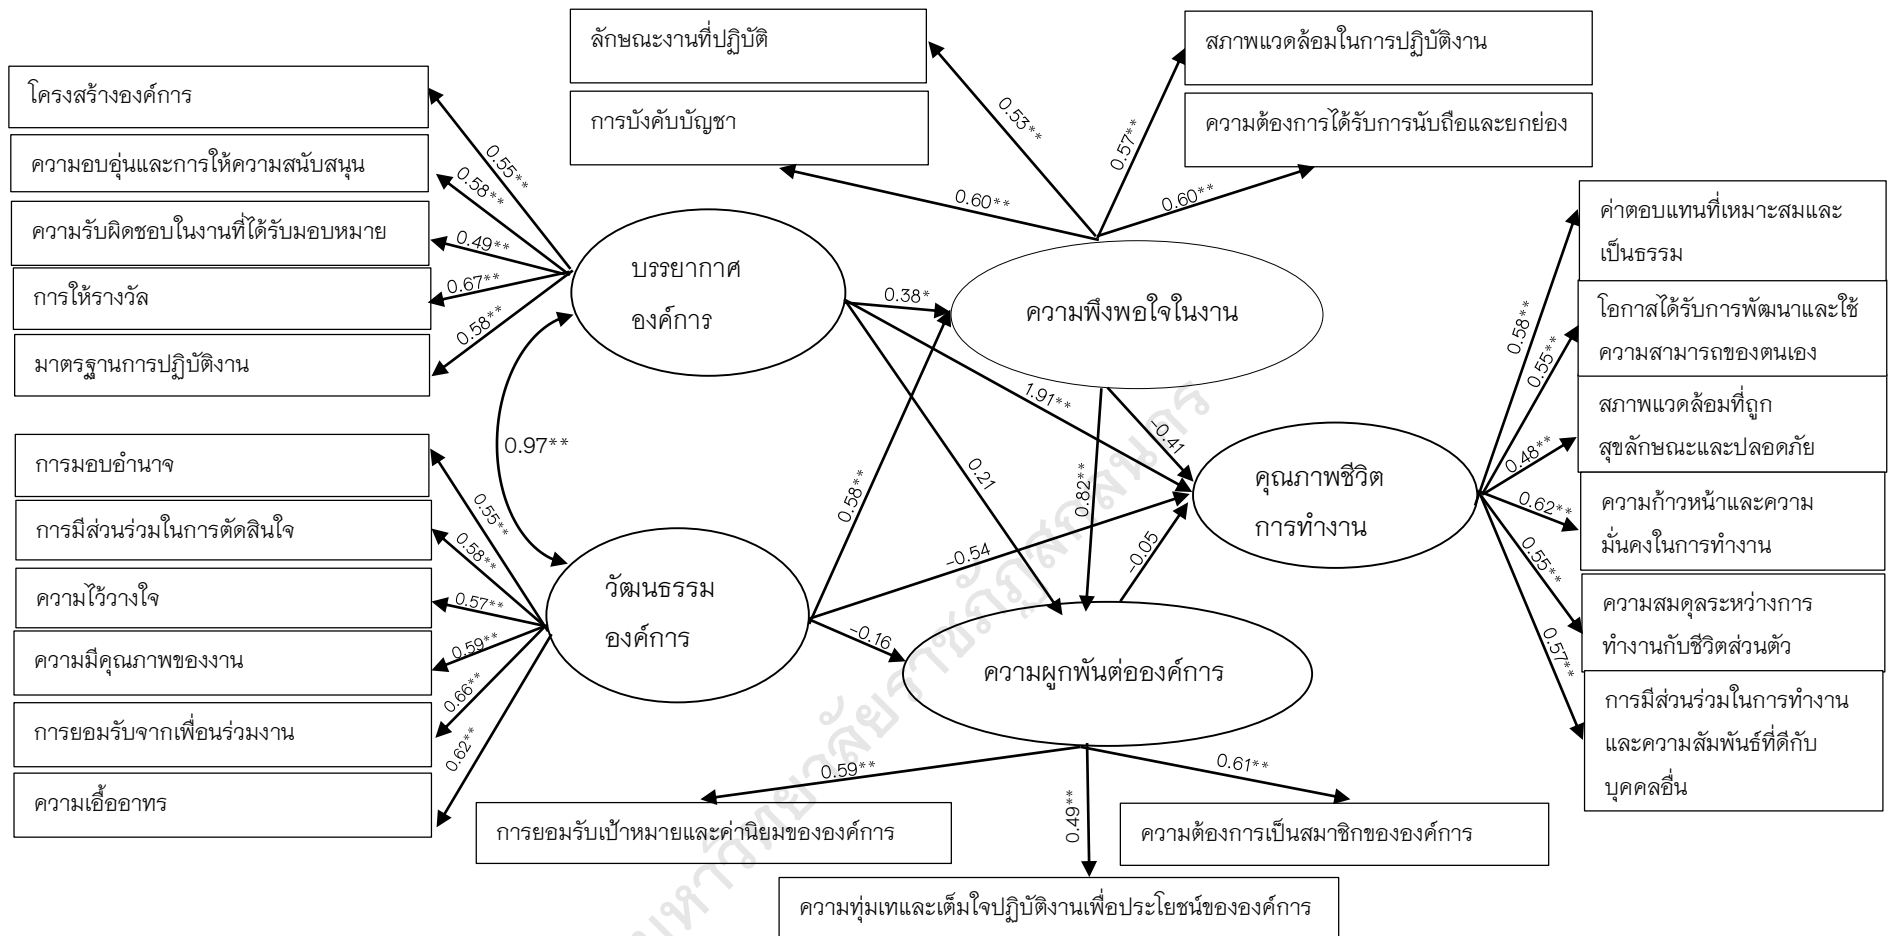 ลักษณะงานที่ปฏิบัติ
การบังคับบัญชา
สภาพแวดล้อมในการปฏิบัติงาน
ความต้องการได้รับการนับถือและยกย่อง
0.53**
0.57**
0.60**
0.60**
โครงสร้างองค์การ
ความอบอุ่นและการให้ความสนับสนุน
ความรับผิดชอบในงานที่ได้รับมอบหมาย
การให้รางวัล
มาตรฐานการปฏิบัติงาน
0.55**
0.58**
0.49**
0.67**
0.58**
บรรยากาศ
องค์การ
0.38*
ความพึงพอใจในงาน
1.91**
0.21
0.97**
0.58**
0.82**
-0.41
-0.54
-0.05
-0.16
การมอบอำนาจ
การมีส่วนร่วมในการตัดสินใจ
ความไว้วางใจ
ความมีคุณภาพของงาน
การยอมรับจากเพื่อนร่วมงาน
ความเอื้ออาทร
0.55**
0.58**
0.57**
0.59**
0.66**
0.62**
วัฒนธรรม
องค์การ
คุณภาพชีวิต
การทำงาน
0.58**
0.55**
0.48**
0.62**
0.55**
0.57**
ค่าตอบแทนที่เหมาะสมและ
เป็นธรรม
โอกาสได้รับการพัฒนาและใช้
ความสามารถของตนเอง
สภาพแวดล้อมที่ถูก
สุขลักษณะและปลอดภัย
ความก้าวหน้าและความ
มั่นคงในการทำงาน
ความสมดุลระหว่างการ
ทำงานกับชีวิตส่วนตัว
การมีส่วนร่วมในการทำงาน
และความสัมพันธ์ที่ดีกับ
บุคคลอื่น
ความผูกพันต่อองค์การ
0.59**
0.49**
0.61**
การยอมรับเป้าหมายและค่านิยมขององค์การ
ความต้องการเป็นสมาชิกขององค์การ
ความทุ่มเทและเต็มใจปฏิบัติงานเพื่อประโยชน์ขององค์การ
มหาวิทยาลัยราชภัฏสกลนคร